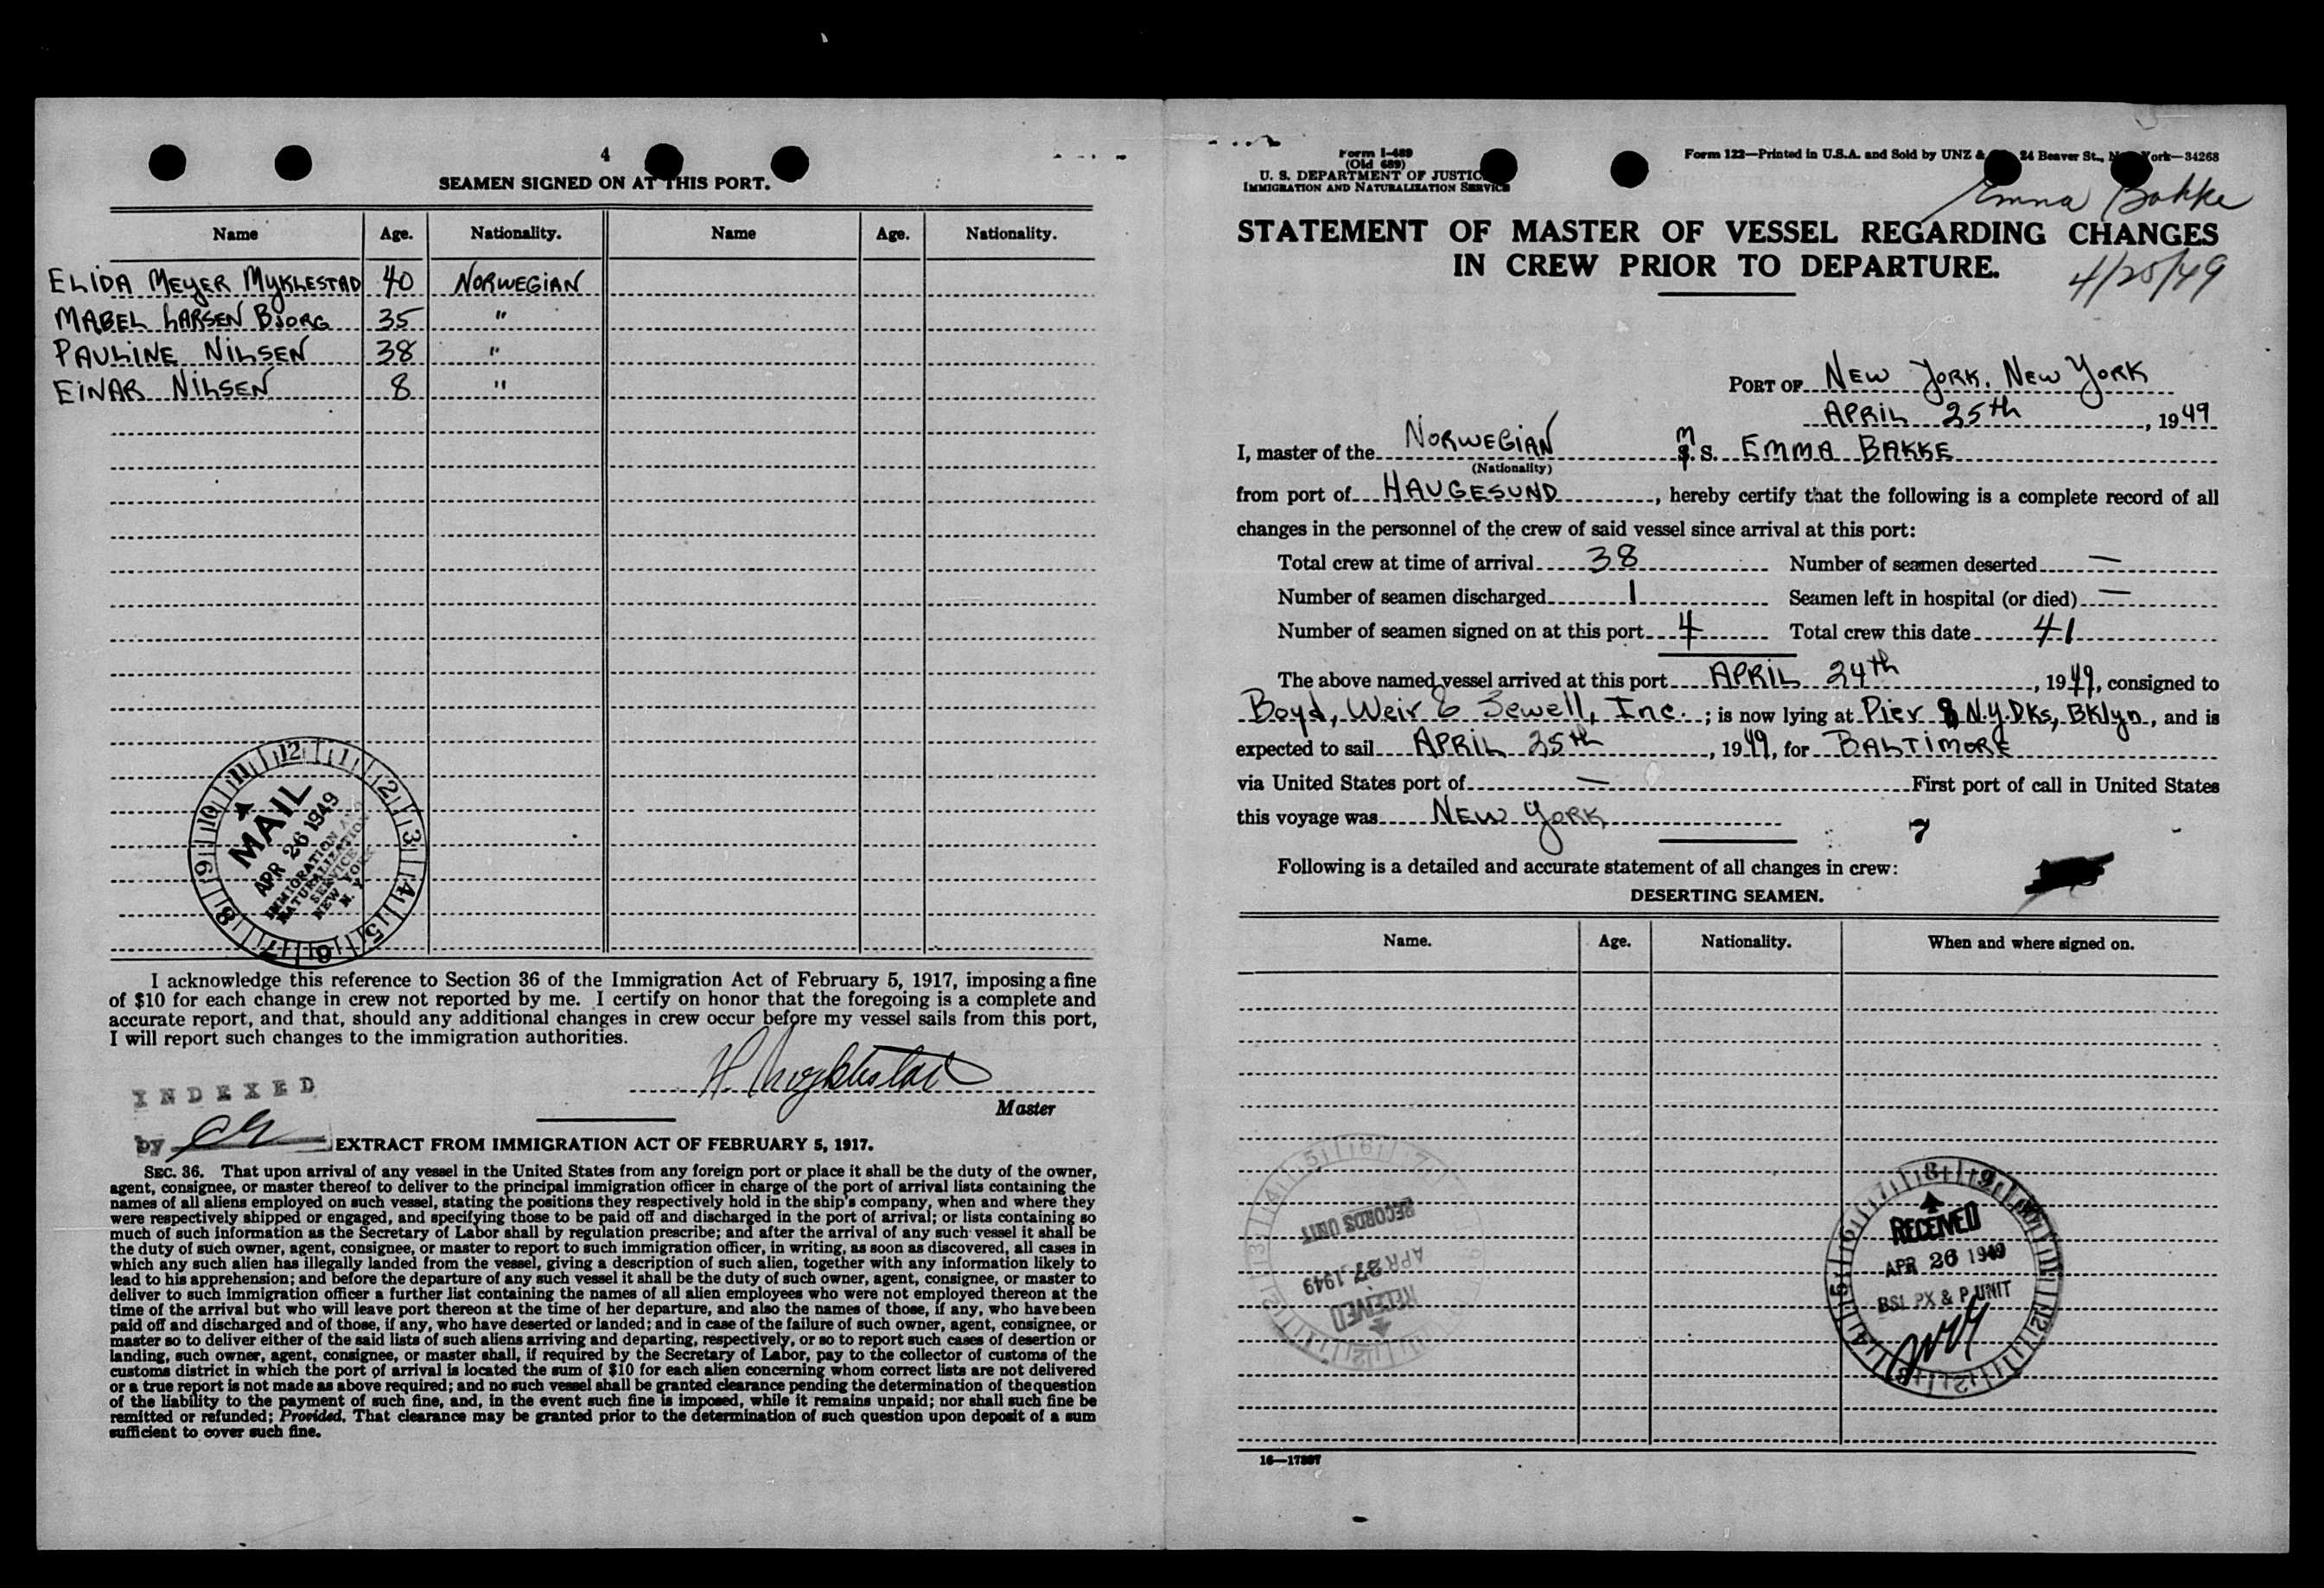 4
SEAMEN SIGNED ON AT THIS PORT.
Name Age. Nationality. Name Age. Nationality.
ELIDA MEYER MYKLESTAD 40 NORWEGIAN
MABEL LARSEN BJORG 35 "
PAULINE NILSEN 38 "
EINAR NILSEN 8 "
12 1 2 3 4 5 6 7 8 9 10 11
MAIL
APR 26 1949
IMMIGRATION AND
NATURALIZATION
SERVICE
NEW YORK
N. Y.
I acknowledge this reference to Section 36 of the Immigration Act of February 5, 1917, imposing a fine
of $10 for each change in crew not reported by me. I certify on honor that the foregoing is a complete and
accurate report, and that, should any additional changes in crew occur before my vessel sails from this port,
I will report such changes to the immigration authorities.
H. Myklestad
Master
INDEXED
by
EXTRACT FROM IMMIGRATION ACT OF FEBRUARY 5, 1917.
SEC. 36. That upon arrival of any vessel in the United States from any foreign port or place it shall be the duty of the owner,
agent, consignee, or master thereof to deliver to the principal immigration officer in charge of the port of arrival lists containing the
names of all aliens employed on such vessel, stating the positions they respectively hold in the ship's company, when and where they
were respectively shipped or engaged, and specifying those to be paid off and discharged in the port of arrival; or lists containing so
much of such information as the Secretary of Labor shall by regulation prescribe; and after the arrival of any such vessel it shall be
the duty of such owner, agent, consignee, or master to report to such immigration officer, in writing, as soon as discovered, all cases in
which any such alien has illegally landed from the vessel, giving a description of such alien, together with any information likely to
lead to his apprehension; and before the departure of any such vessel it shall be the duty of such owner, agent, consignee, or master to
deliver to such immigration officer a further list containing the names of all alien employees who were not employed thereon at the
time of the arrival but who will leave port thereon at the time of her departure, and also the names of those, if any, who have been
paid off and discharged and of those, if any, who have deserted or landed; and in case of the failure of such owner, agent, consignee, or
master so to deliver either of the said lists of such aliens arriving and departing, respectively, or so to report such cases of desertion or
landing, such owner, agent, consignee, or master shall, if required by the Secretary of Labor, pay to the collector of customs of the
customs district in which the port of arrival is located the sum of $10 for each alien concerning whom correct lists are not delivered
or a true report is not made as above required; and no such vessel shall be granted clearance pending the determination of the question
of the liability to the payment of such fine, and, in the event such fine is imposed, while it remains unpaid; nor shall such fine be
remitted or refunded; Provided, That clearance may be granted prior to the determination of such question upon deposit of a sum
sufficient to cover such fine.
Form I-489
(Old 689)
U. S. DEPARTMENT OF JUSTICE
IMMIGRATION AND NATURALIZATION SERVICE
Form 122—Printed in U.S.A. and Sold by UNZ & 24 Beaver St., New York—34268
Emma Bakke
STATEMENT OF MASTER OF VESSEL REGARDING CHANGES
IN CREW PRIOR TO DEPARTURE.
4/25/49
PORT OF NEW YORK, NEW YORK
APRIL 25th, 1949
I, master of the NORWEGIAN M. S. EMMA BAKKE
(Nationality)
from port of HAUGESUND, hereby certify that the following is a complete record of all
changes in the personnel of the crew of said vessel since arrival at this port:
Total crew at time of arrival 38 Number of seamen deserted —
Number of seamen discharged 1 Seamen left in hospital (or died) —
Number of seamen signed on at this port 4 Total crew this date 41
The above named vessel arrived at this port APRIL 24th, 1949, consigned to
Boyd, Weir & Sewell, Inc.; is now lying at Pier 8 N.Y.DKs, BKlyn, and is
expected to sail APRIL 25th, 1949, for BALTIMORE
via United States port of — First port of call in United States
this voyage was NEW YORK
7
Following is a detailed and accurate statement of all changes in crew:
DESERTING SEAMEN.
Name. Age. Nationality. When and where signed on.
RECEIVED
APR 27 1949
RECORDS UNIT
RECEIVED
APR 26 1949
BSI PX & P UNIT
16—17397